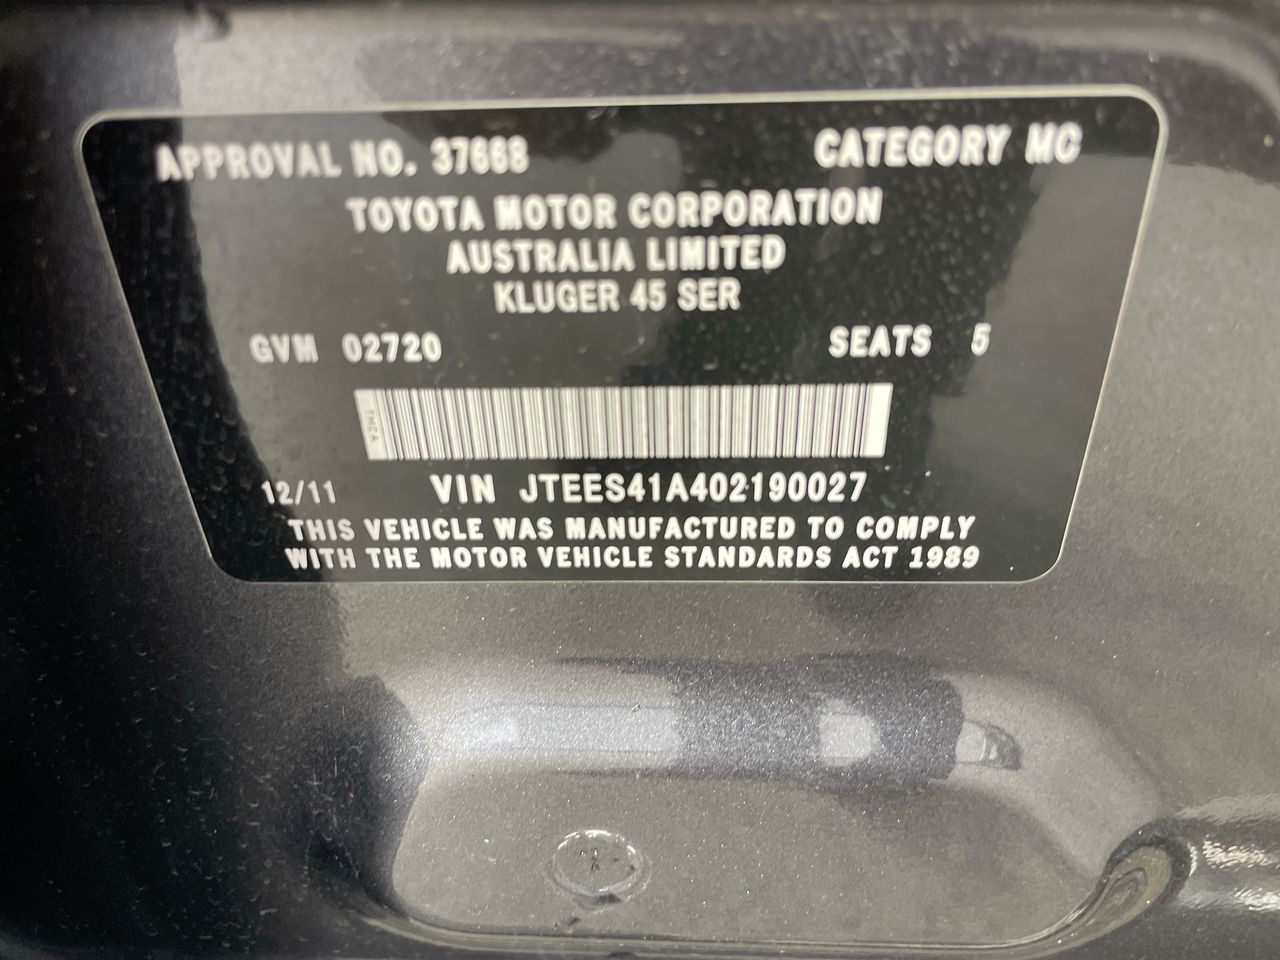 APPROVAL NO. 37668 CATEGORY MC
TOYOTA MOTOR CORPORATION
AUSTRALIA LIMITED
KLUGER 45 SER
GVM 02720 SEATS 5
TMCA
12/11 VIN JTEES41A402190027
THIS VEHICLE WAS MANUFACTURED TO COMPLY
WITH THE MOTOR VEHICLE STANDARDS ACT 1989